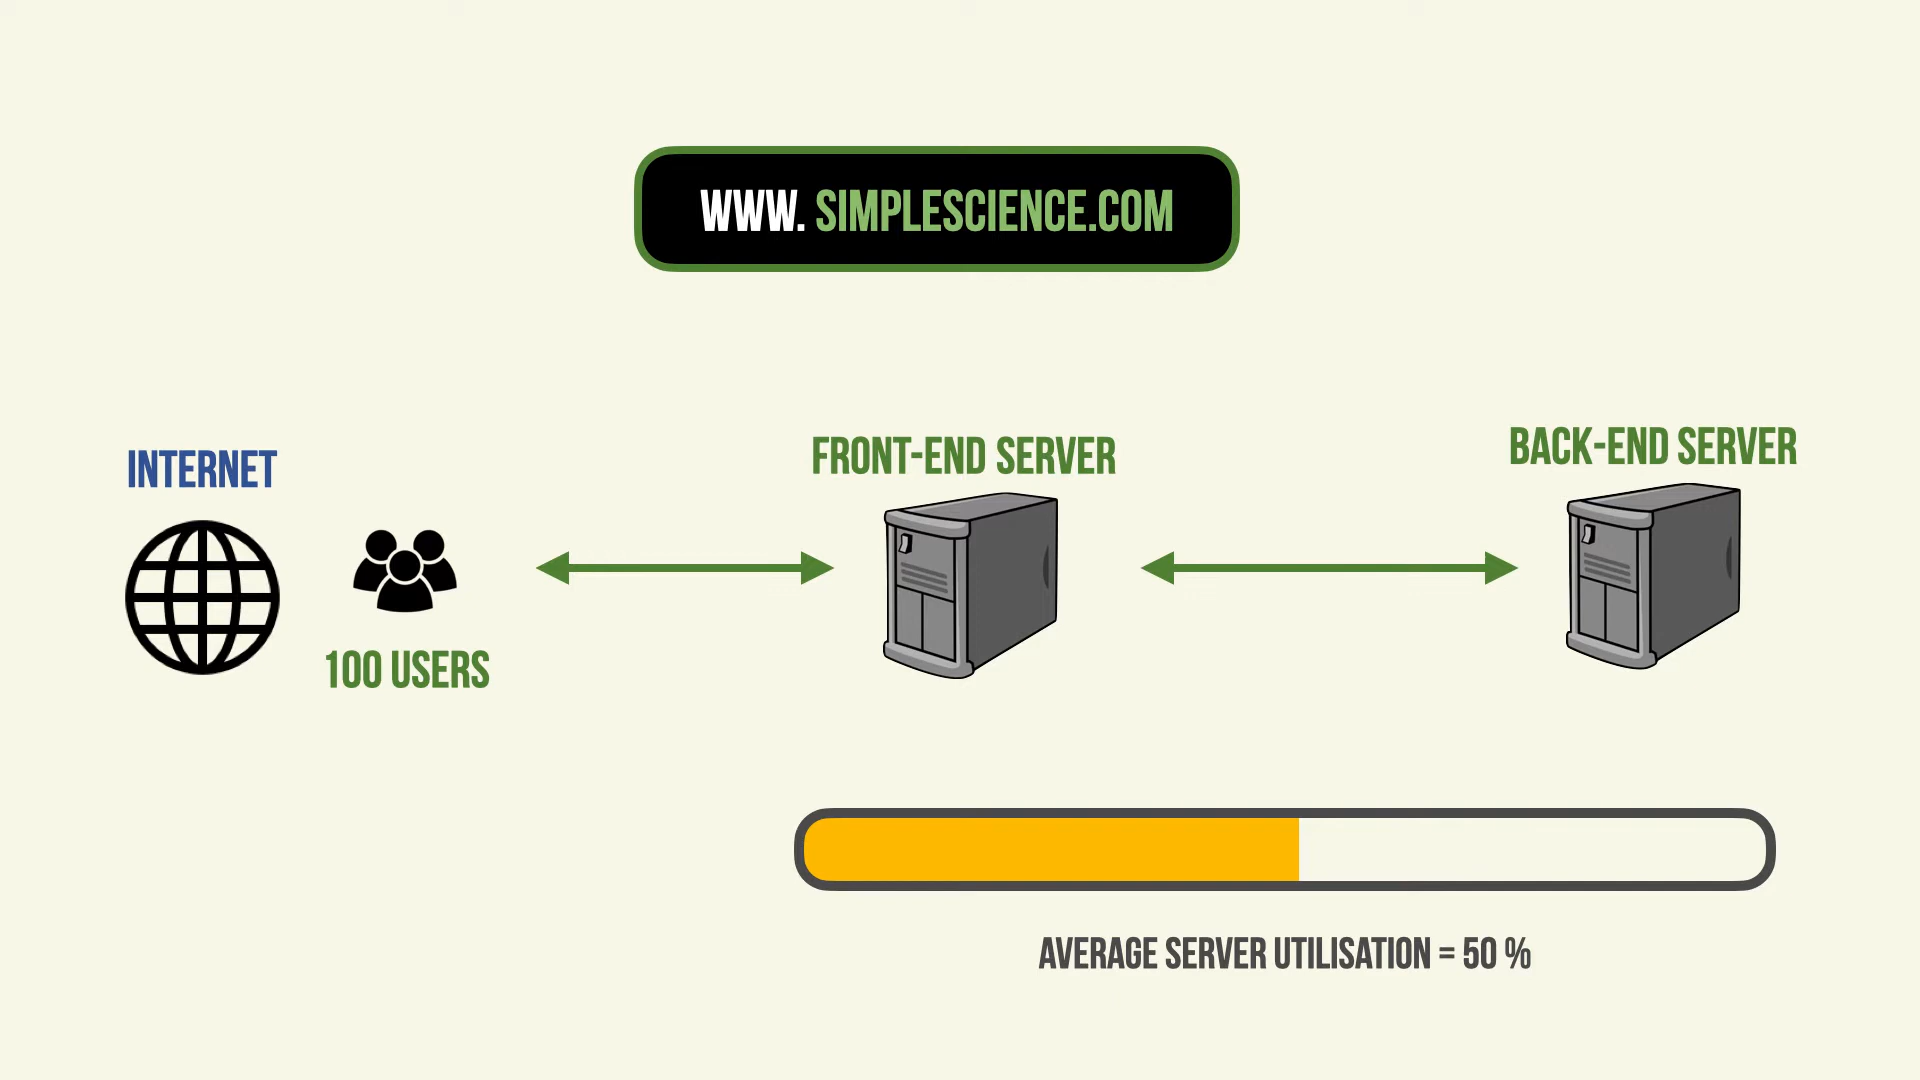 WWW. SIMPLESCIENCE.COM
INTERNET
FRONT-END SERVER
BACK-END SERVER
100 USERS
AVERAGE SERVER UTILISATION = 50 %